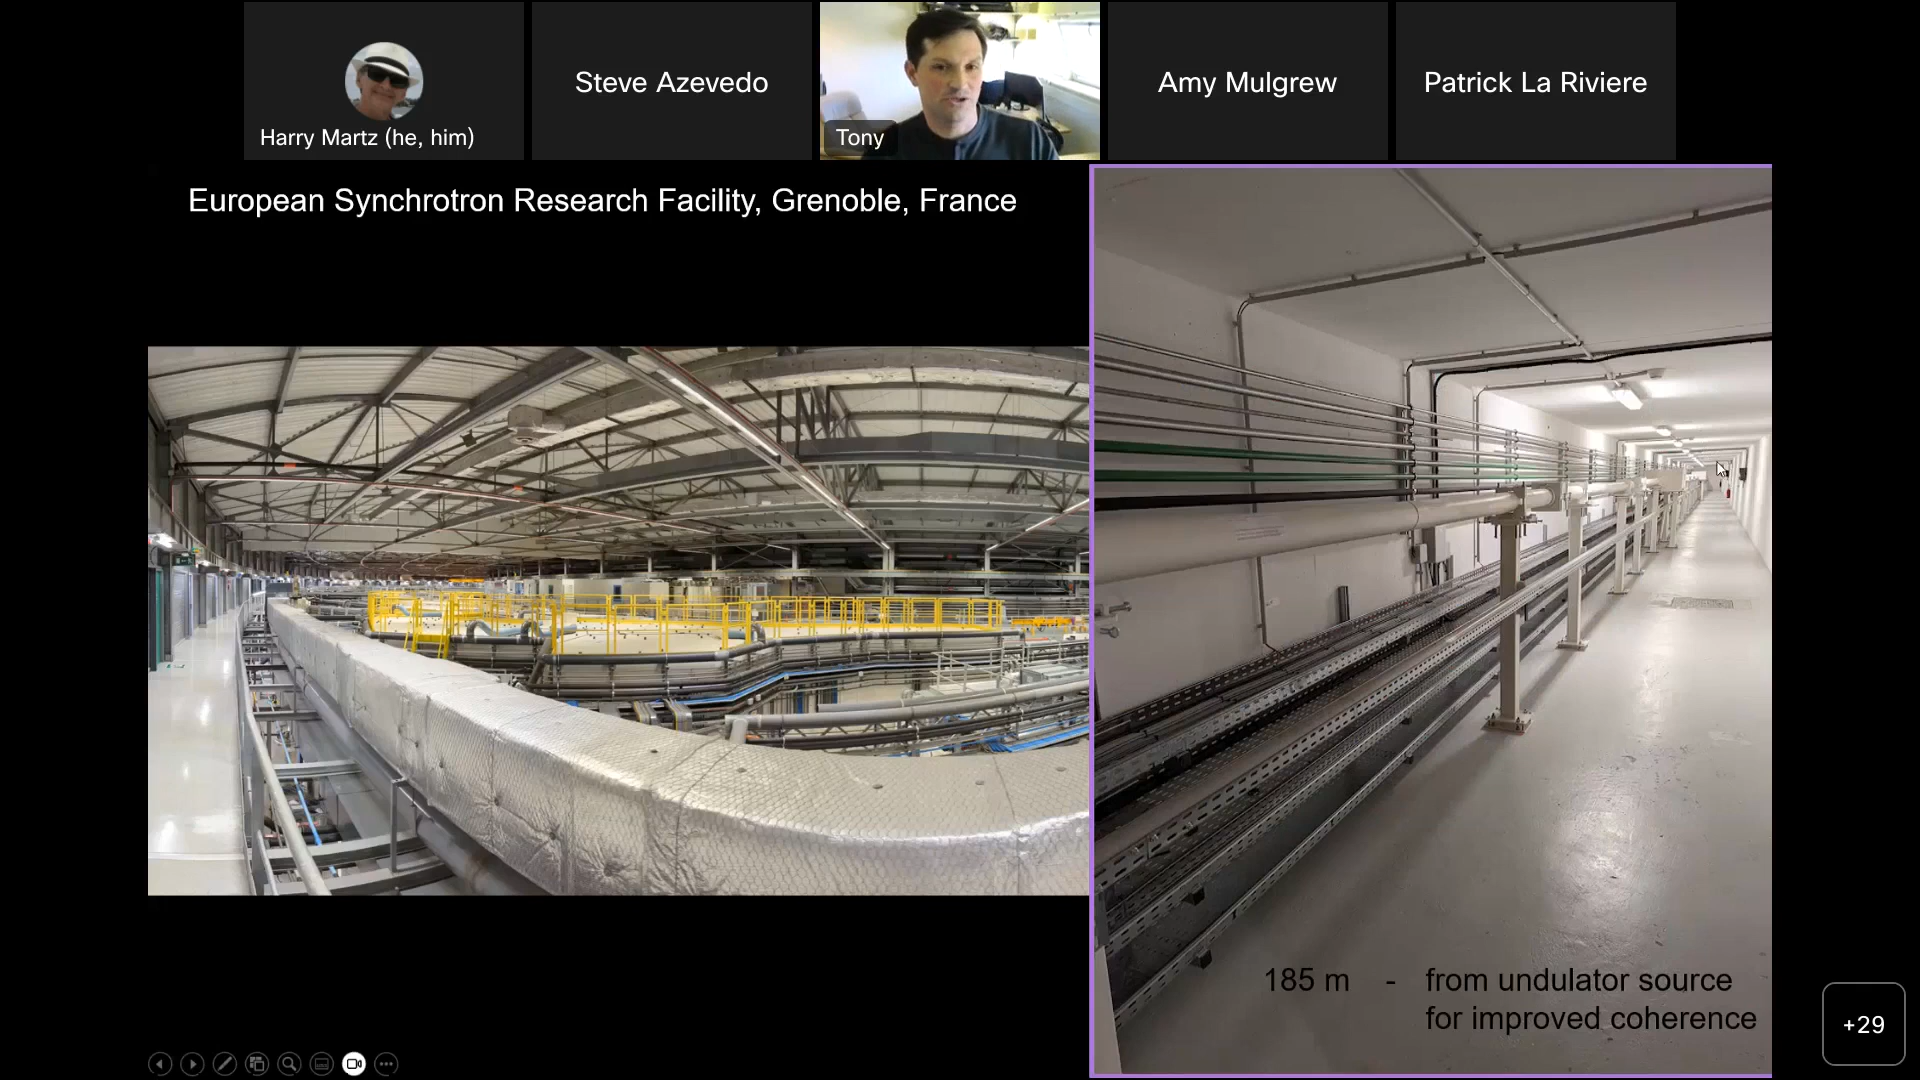 Harry Martz (he, him)
Steve Azevedo
Tony
Amy Mulgrew
Patrick La Riviere
European Synchrotron Research Facility, Grenoble, France
185 m - from undulator source
for improved coherence
+29